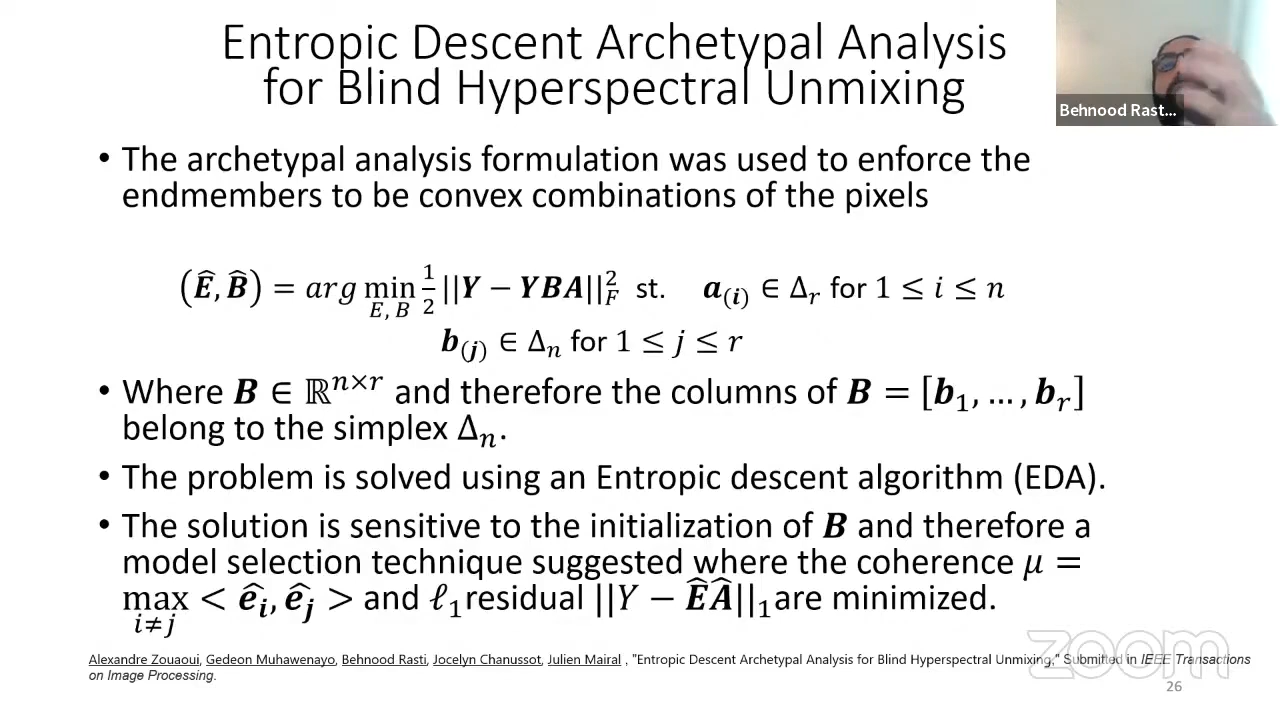 Entropic Descent Archetypal Analysis
for Blind Hyperspectral Unmixing
Behnood Rast...
• The archetypal analysis formulation was used to enforce the
endmembers to be convex combinations of the pixels
(Ê, B̂) = arg min_{E, B} 1/2 ||Y − YBA||²_F st. a_(i) ∈ Δ_r for 1 ≤ i ≤ n
b_(j) ∈ Δ_n for 1 ≤ j ≤ r
• Where B ∈ ℝ^{n×r} and therefore the columns of B = [b_1, … , b_r]
belong to the simplex Δ_n.
• The problem is solved using an Entropic descent algorithm (EDA).
• The solution is sensitive to the initialization of B and therefore a
model selection technique suggested where the coherence μ =
max_{i≠j} < ê_i, ê_j > and ℓ_1 residual ||Y − ÊÂ||_1 are minimized.
Alexandre Zouaoui, Gedeon Muhawenayo, Behnood Rasti, Jocelyn Chanussot, Julien Mairal , "Entropic Descent Archetypal Analysis for Blind Hyperspectral Unmixing," Submitted in IEEE Transactions
on Image Processing.
zoom
26